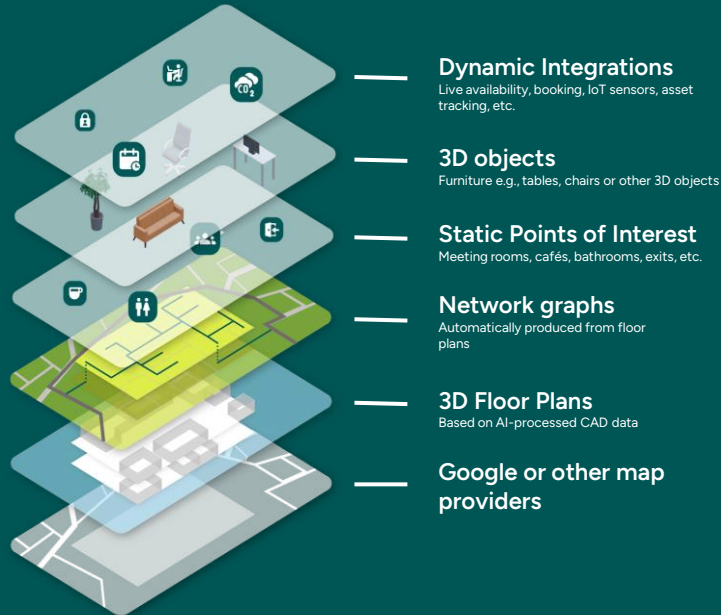 Dynamic Integrations
Live availability, booking, IoT sensors, asset
tracking, etc.
CO2
3D objects
Furniture e.g., tables, chairs or other 3D objects
Static Points of Interest
Meeting rooms, cafés, bathrooms, exits, etc.
Network graphs
Automatically produced from floor
plans
3D Floor Plans
Based on AI-processed CAD data
Google or other map
providers